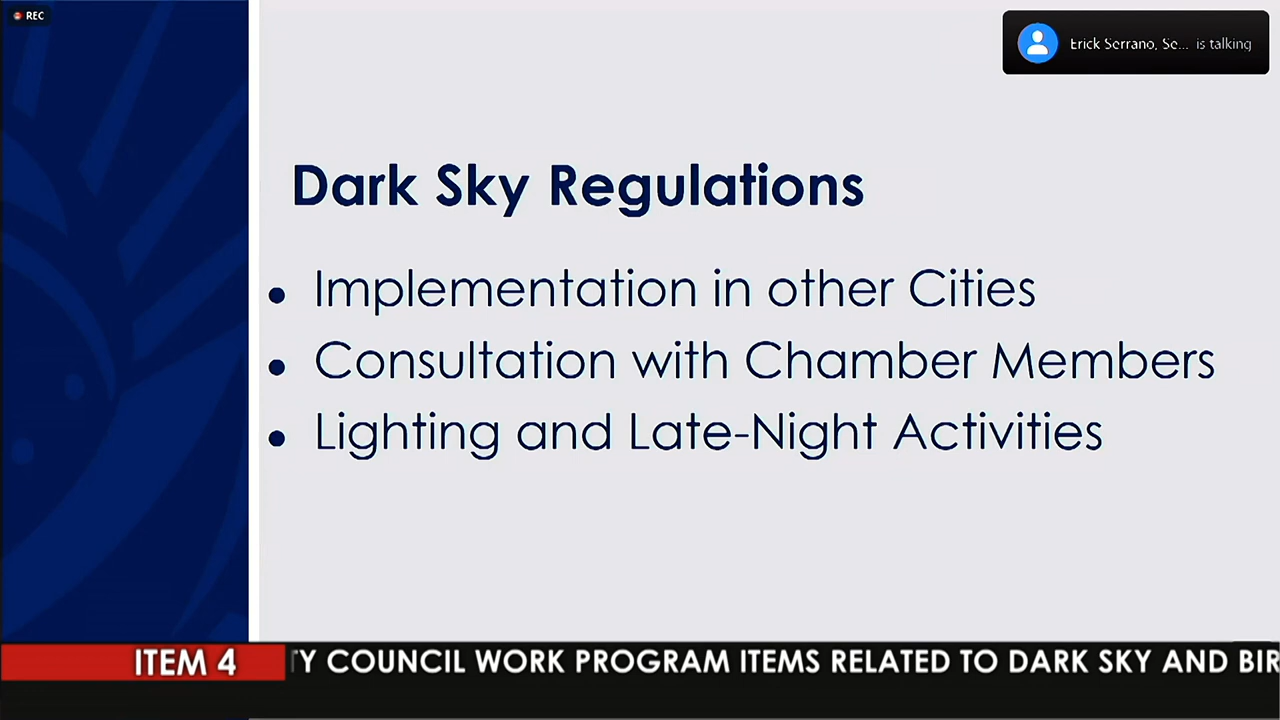 REC
Erick Serrano, Se... is talking
Dark Sky Regulations
• Implementation in other Cities
• Consultation with Chamber Members
• Lighting and Late-Night Activities
ITEM 4
TY COUNCIL WORK PROGRAM ITEMS RELATED TO DARK SKY AND BIR